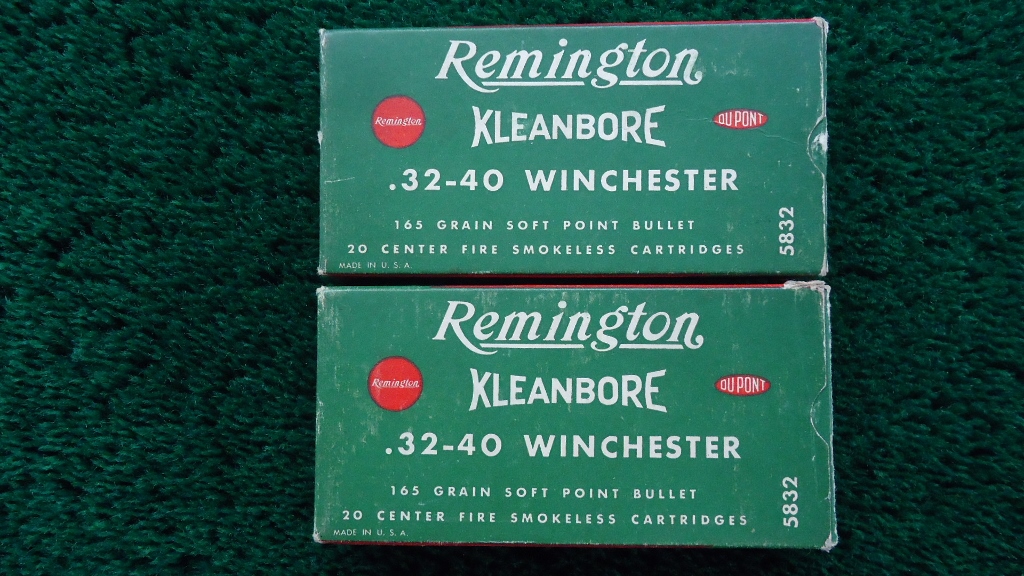 Remington
Remington
KLEANBORE
DU PONT
.32-40 WINCHESTER
165 GRAIN SOFT POINT BULLET
20 CENTER FIRE SMOKELESS CARTRIDGES
MADE IN U. S. A.
5832
Remington
Remington
KLEANBORE
DU PONT
.32-40 WINCHESTER
165 GRAIN SOFT POINT BULLET
20 CENTER FIRE SMOKELESS CARTRIDGES
MADE IN U. S. A.
5832